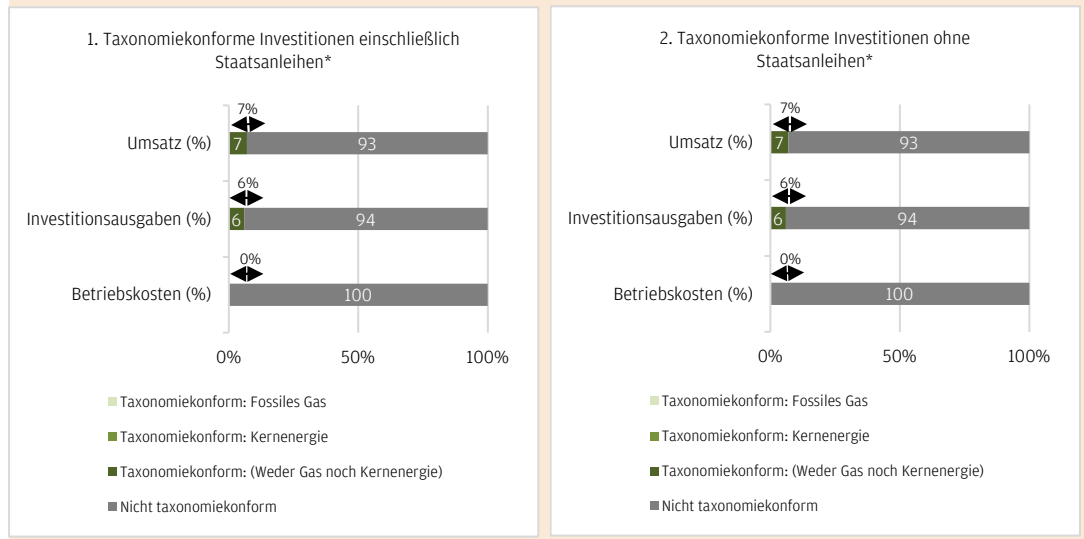 1. Taxonomiekonforme Investitionen einschließlich
Staatsanleihen*
7%
Umsatz (%)
7
93
6%
Investitionsausgaben (%)
6
94
0%
Betriebskosten (%)
100
0%
50%
100%
Taxonomiekonform: Fossiles Gas
Taxonomiekonform: Kernenergie
Taxonomiekonform: (Weder Gas noch Kernenergie)
Nicht taxonomiekonform
2. Taxonomiekonforme Investitionen ohne
Staatsanleihen*
7%
Umsatz (%)
7
93
6%
Investitionsausgaben (%)
6
94
0%
Betriebskosten (%)
100
0%
50%
100%
Taxonomiekonform: Fossiles Gas
Taxonomiekonform: Kernenergie
Taxonomiekonform: (Weder Gas noch Kernenergie)
Nicht taxonomiekonform